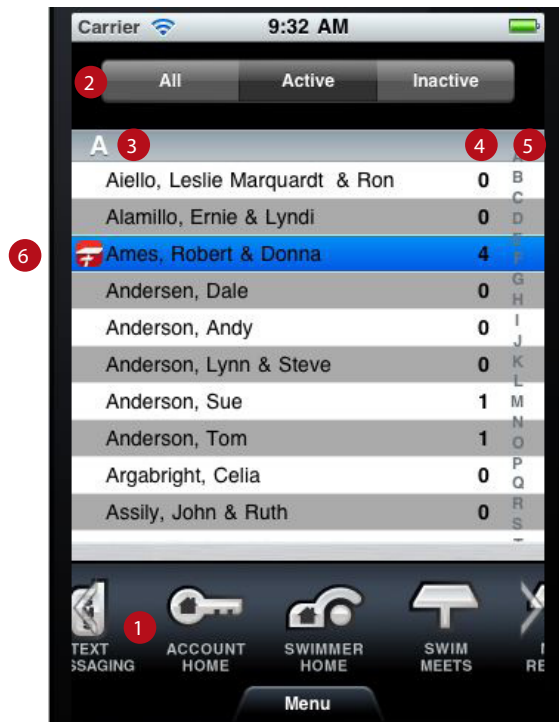 Carrier 9:32 AM
2 All Active Inactive
A 3 4 5
Aiello, Leslie Marquardt & Ron 0
Alamillo, Ernie & Lyndi 0
6 Ames, Robert & Donna 4
Andersen, Dale 0
Anderson, Andy 0
Anderson, Lynn & Steve 0
Anderson, Sue 1
Anderson, Tom 1
Argabright, Celia 0
Assily, John & Ruth 0
B
C
D
E
F
G
H
I
J
K
L
M
N
O
P
Q
R
S
1
TEXT ACCOUNT SWIMMER SWIM
SSAGING HOME HOME MEETS RE
Menu